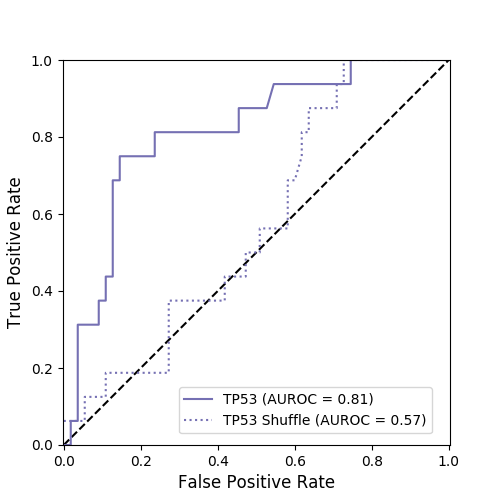 1.0
0.8
0.6
0.4
0.2
0.0
True Positive Rate
TP53 (AUROC = 0.81)
TP53 Shuffle (AUROC = 0.57)
0.0 0.2 0.4 0.6 0.8 1.0
False Positive Rate